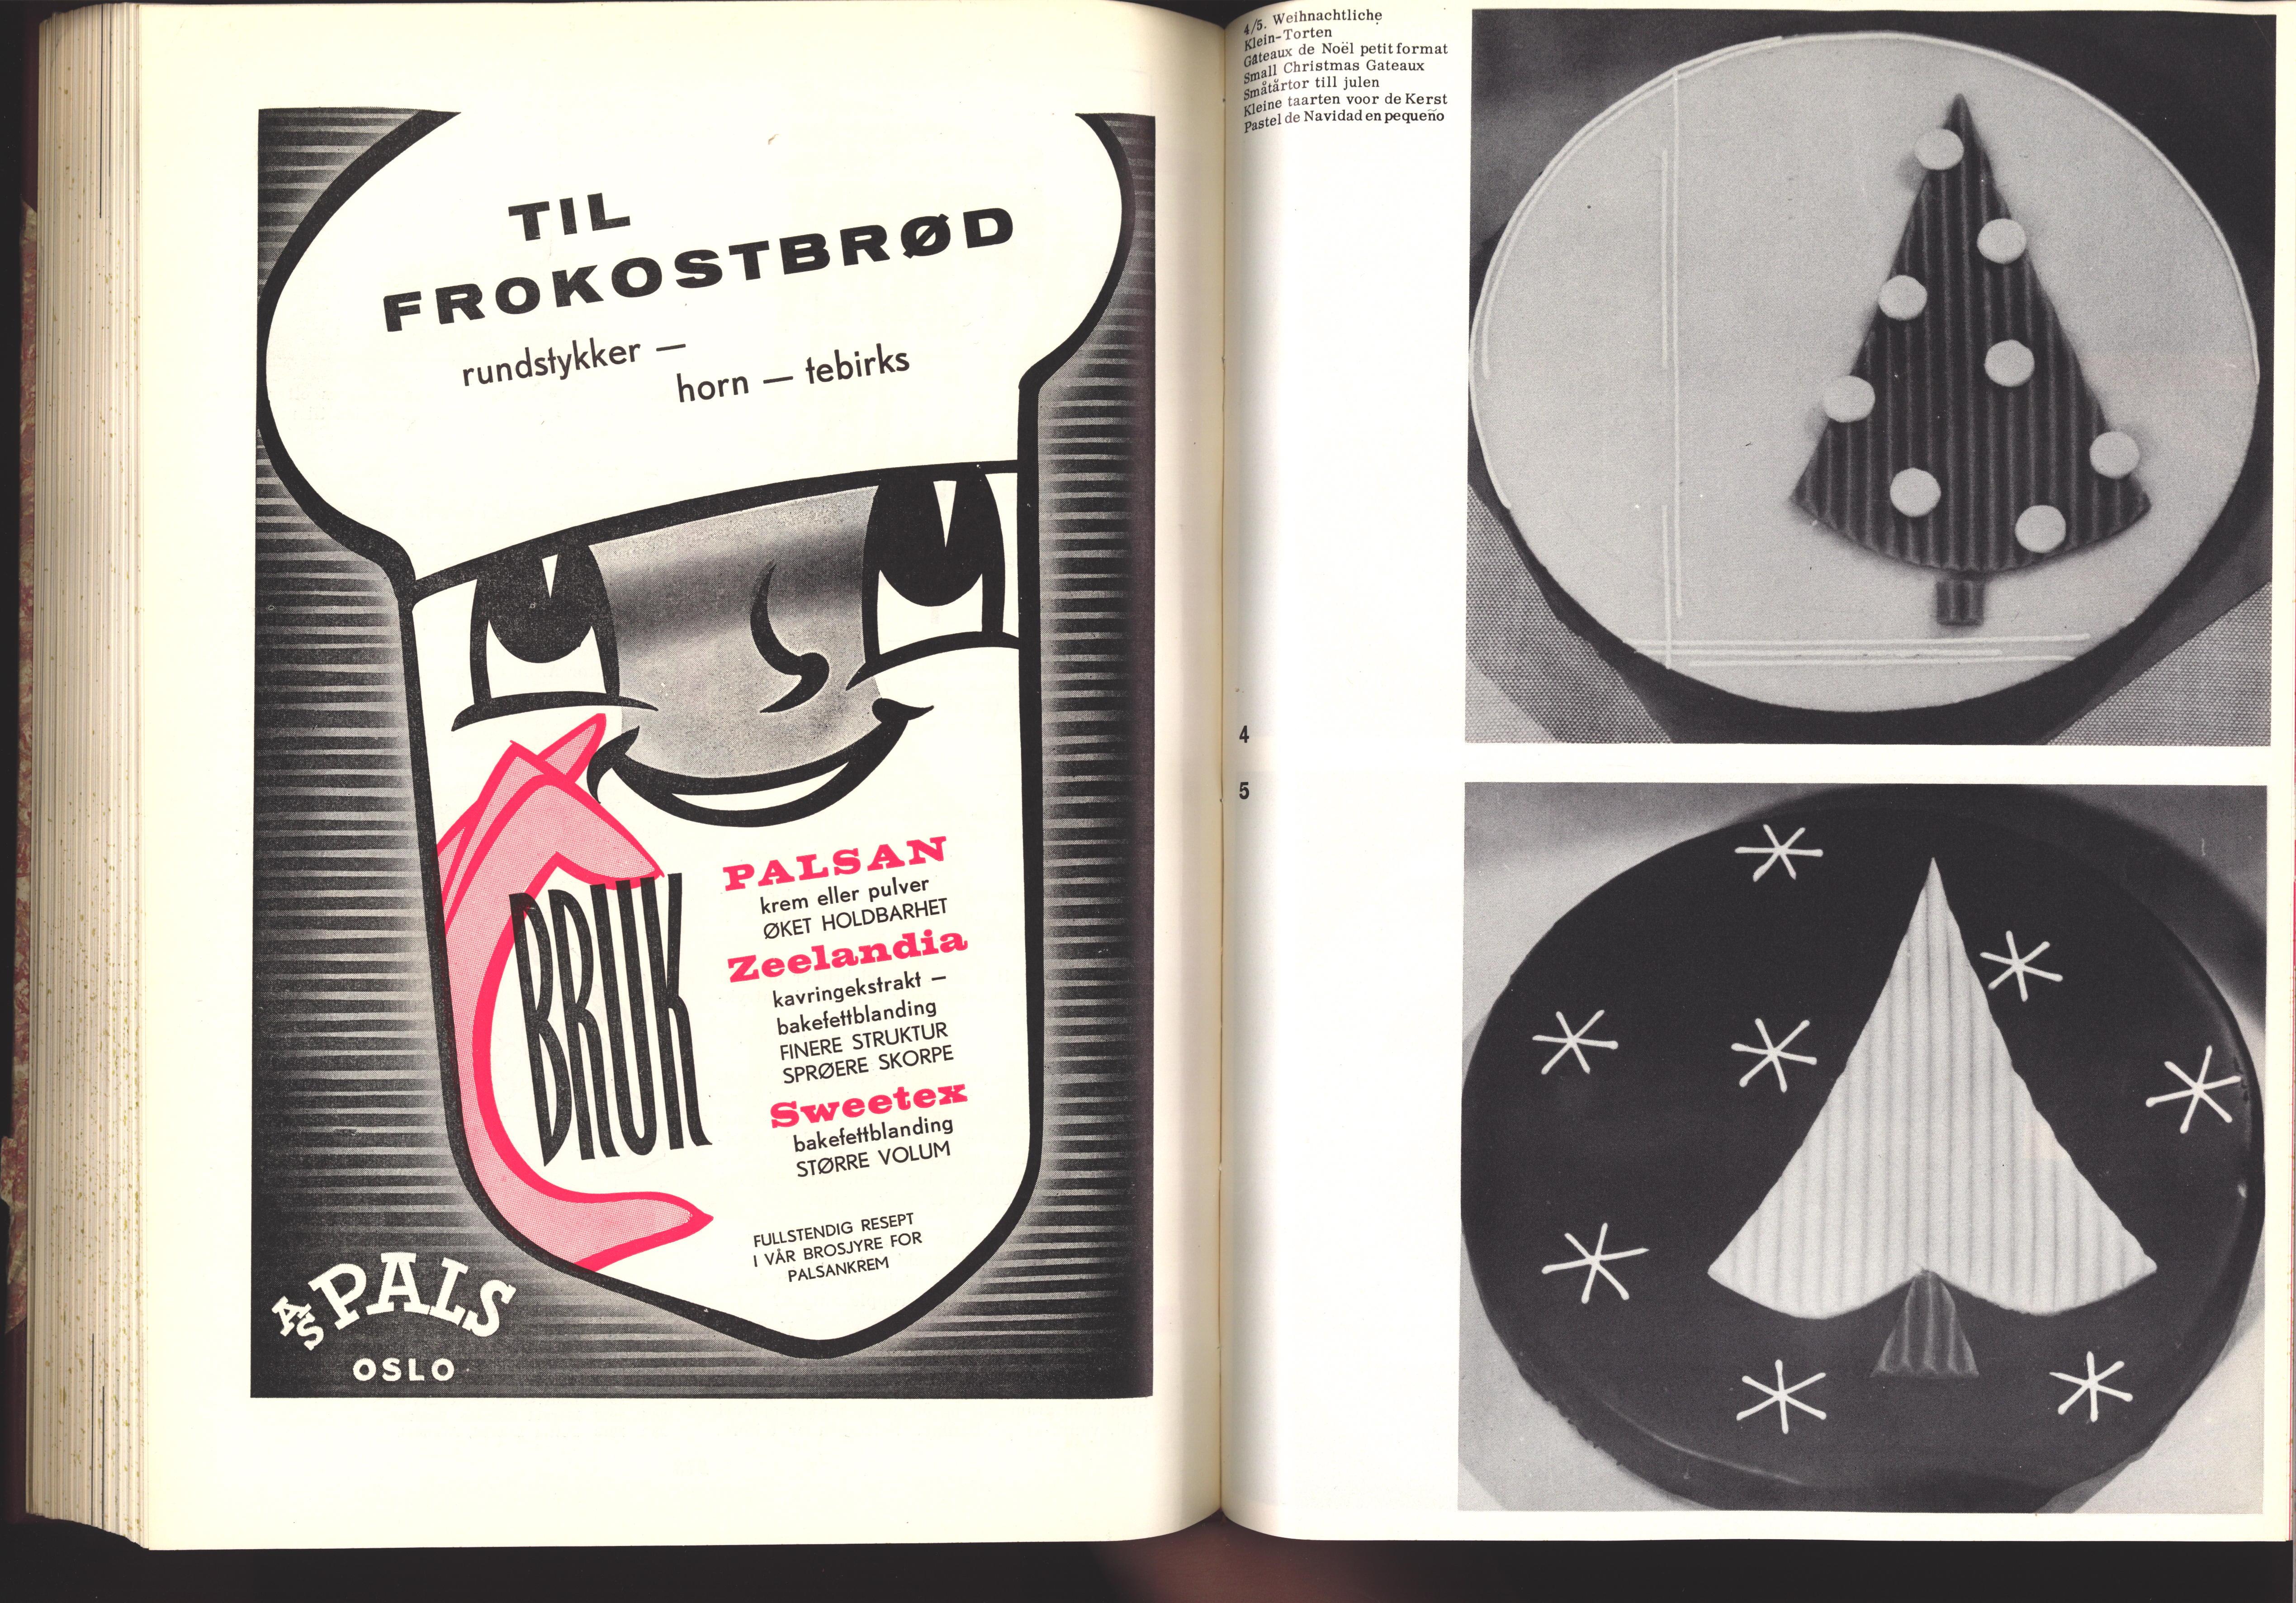 TIL
FROKOSTBRØD
rundstykker —
horn — tebirks
BRUK
PALSAN
krem eller pulver
ØKET HOLDBARHET
Zeelandia
kavringekstrakt —
bakefettblanding
FINERE STRUKTUR
SPRØERE SKORPE
Sweetex
bakefettblanding
STØRRE VOLUM
FULLSTENDIG RESEPT
I VÅR BROSJYRE FOR
PALSANKREM
A/S PALS
OSLO
4/5. Weihnachtliche
Klein-Torten
Gâteaux de Noël petit format
Small Christmas Gateaux
Småtårtor till julen
Kleine taarten voor de Kerst
Pastel de Navidad en pequeño
4
5